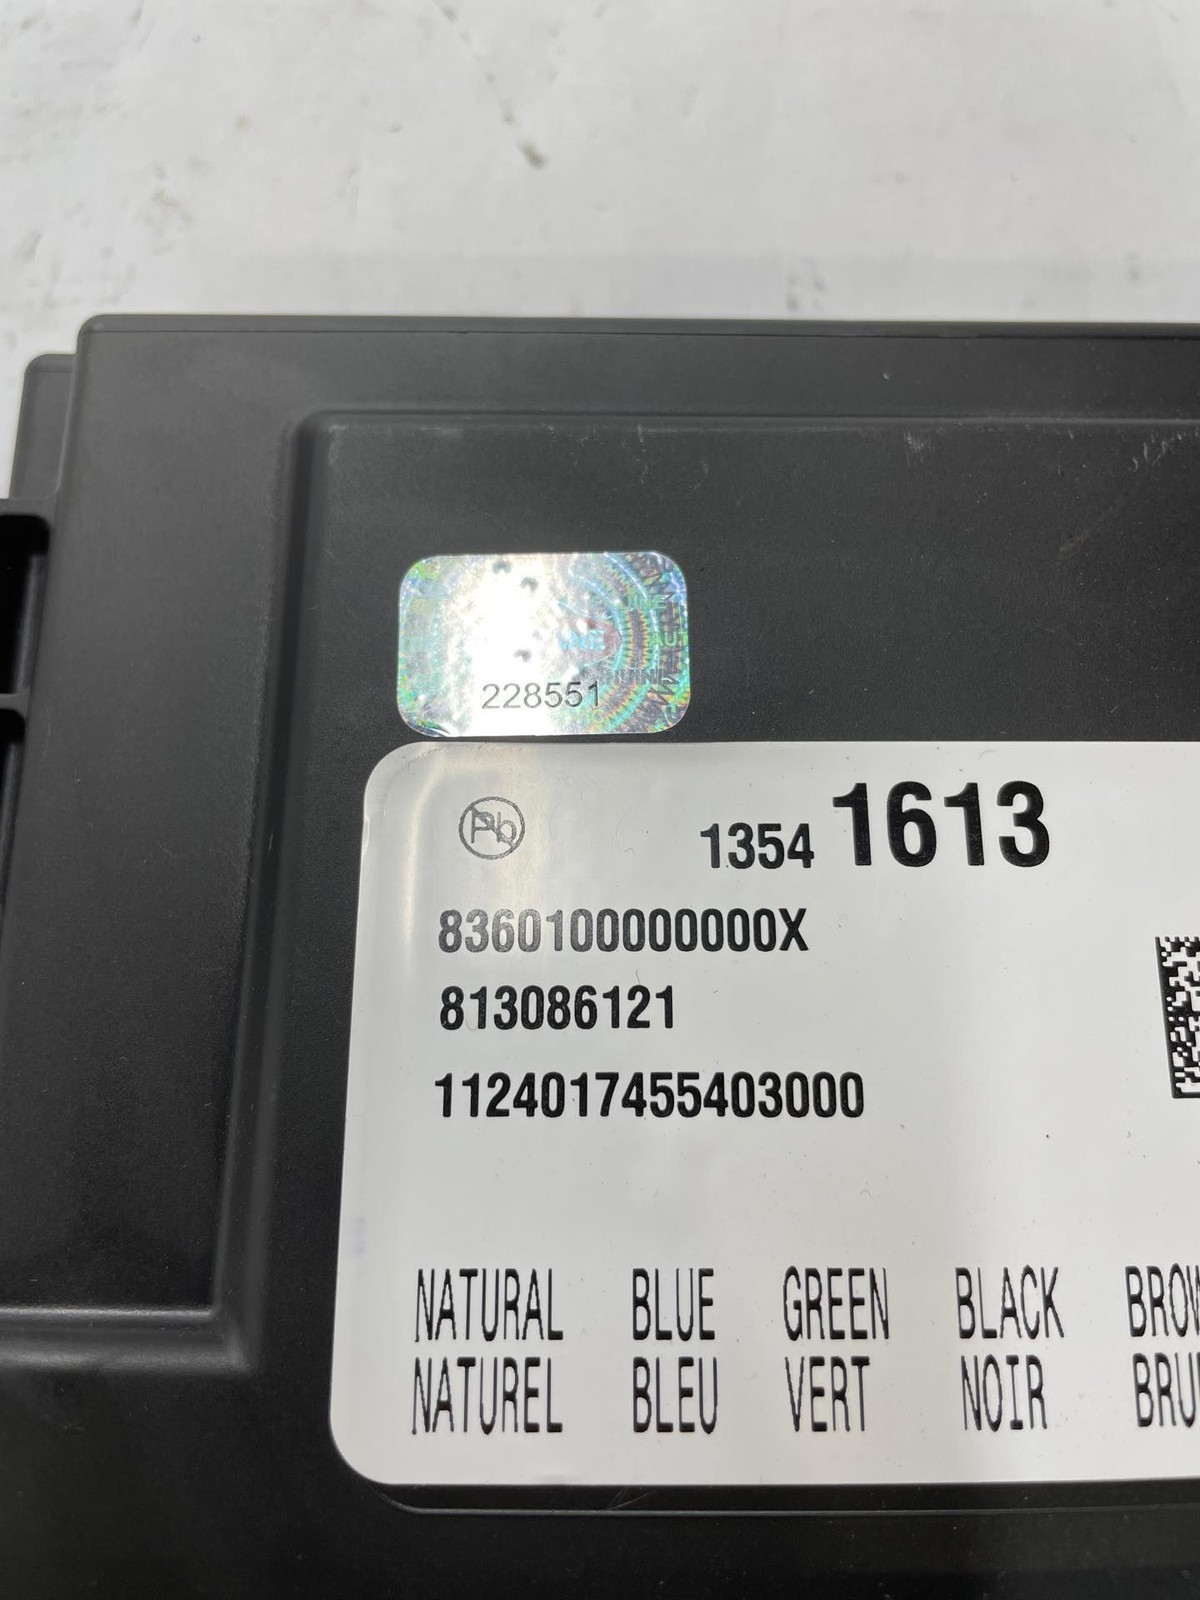 228551
Pb
1354 1613
8360100000000X
813086121
1124017455403000
NATURAL BLUE GREEN BLACK
NATUREL BLEU VERT NOIR